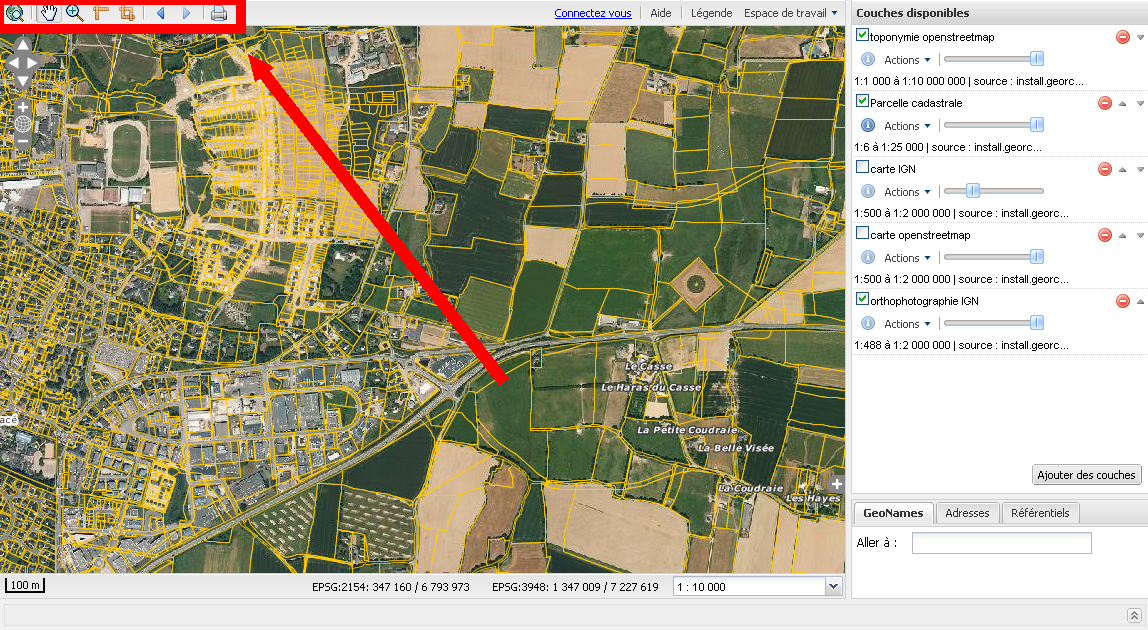 Connectez vous
Aide
Légende
Espace de travail
Couches disponibles
toponymie openstreetmap
Actions
1:1 000 à 1:10 000 000 | source : install.georc...
Parcelle cadastrale
Actions
1:6 à 1:25 000 | source : install.georc...
carte IGN
Actions
1:500 à 1:2 000 000 | source : install.georc...
carte openstreetmap
Actions
1:500 à 1:2 000 000 | source : install.georc...
orthophotographie IGN
Actions
1:488 à 1:2 000 000 | source : install.georc...
Le Casse
Le Haras du Casse
acé
La Petite Coudraie
La Belle Visée
La Coudraie
Les Hayes
Ajouter des couches
GeoNames
Adresses
Référentiels
Aller à :
100 m
EPSG:2154: 347 160 / 6 793 973
EPSG:3948: 1 347 009 / 7 227 619
1 : 10 000